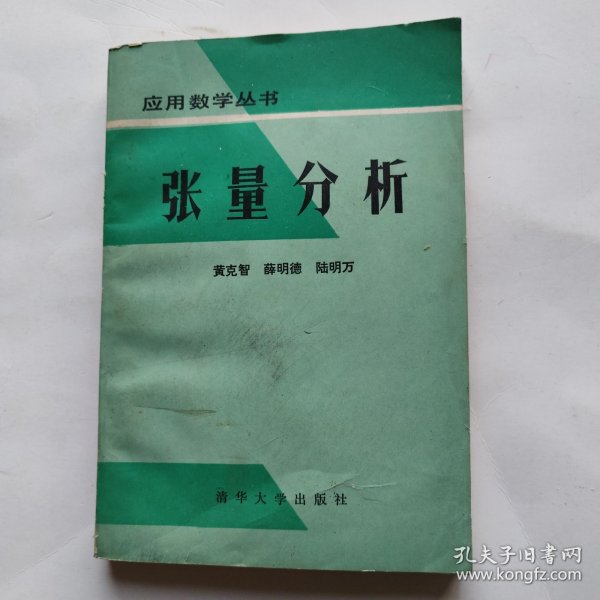 应用数学丛书
张量分析
黄克智 薛明德 陆明万
清华大学出版社
孔夫子旧书网
www.kongfz.com